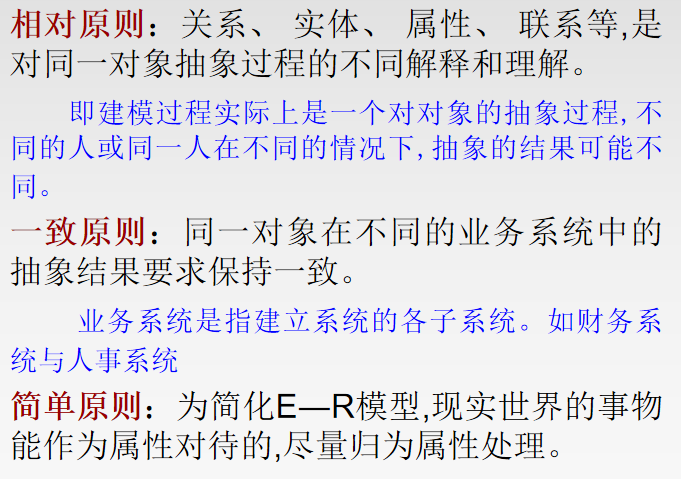 相对原则：关系、 实体、 属性、 联系等,是
对同一对象抽象过程的不同解释和理解。
即建模过程实际上是一个对对象的抽象过程,不
同的人或同一人在不同的情况下,抽象的结果可能不
同。
一致原则：同一对象在不同的业务系统中的
抽象结果要求保持一致。
业务系统是指建立系统的各子系统。如财务系
统与人事系统
简单原则：为简化E—R模型,现实世界的事物
能作为属性对待的,尽量归为属性处理。